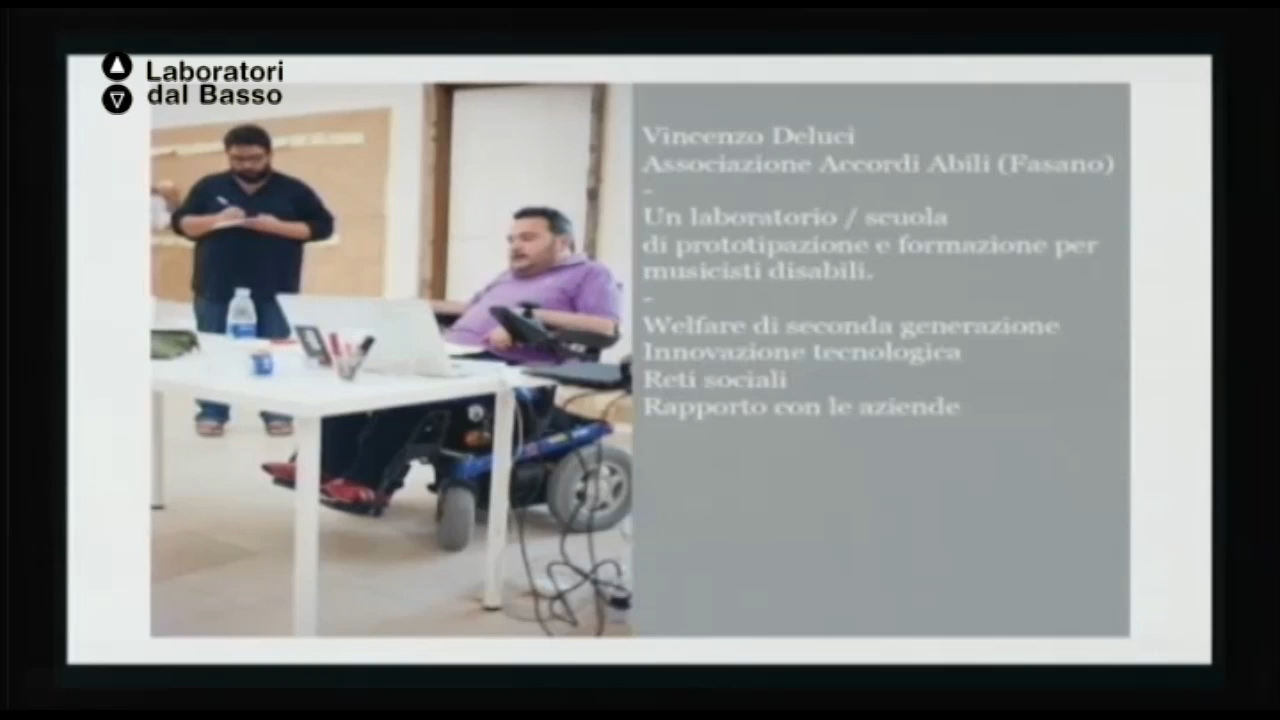 Laboratori
dal Basso
Vincenzo Deluci
Associazione Accordi Abili (Fasano)
-
Un laboratorio / scuola
di prototipazione e formazione per
musicisti disabili.
-
Welfare di seconda generazione
Innovazione tecnologica
Reti sociali
Rapporto con le aziende